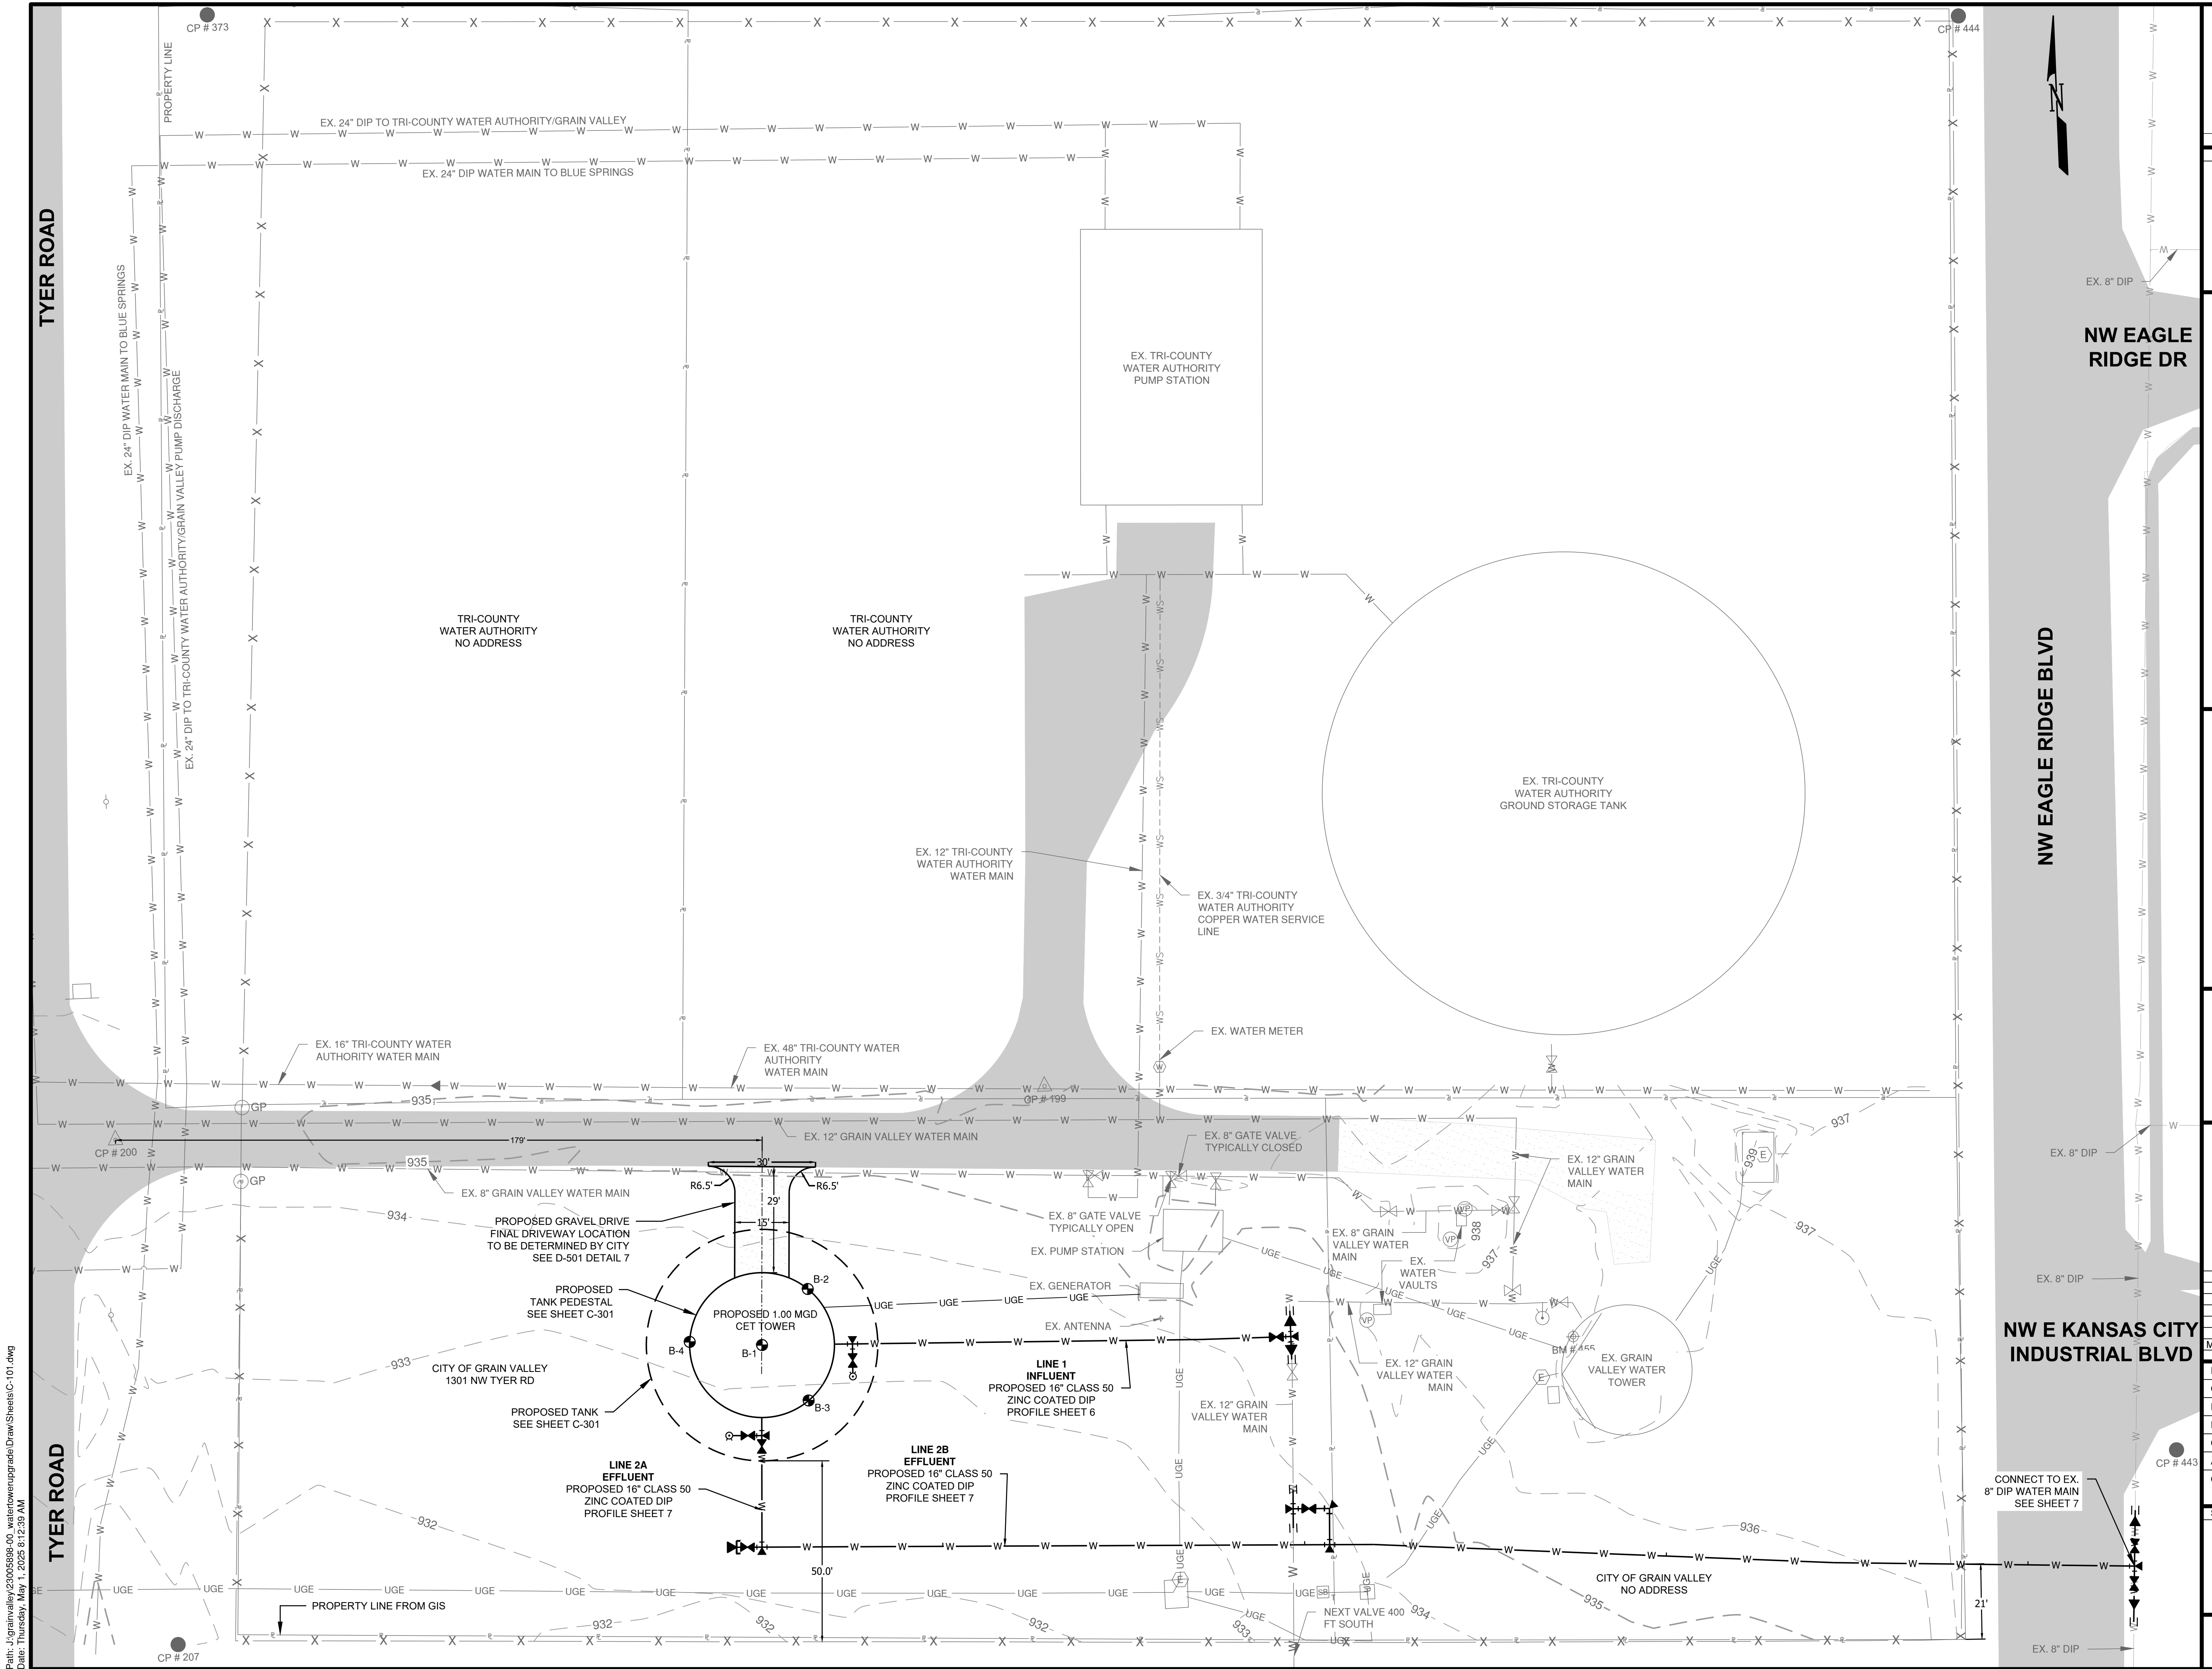 CP # 373
CP # 444
N
PROPERTY LINE
EX. 24" DIP TO TRI-COUNTY WATER AUTHORITY/GRAIN VALLEY
EX. 24" DIP WATER MAIN TO BLUE SPRINGS
TYER ROAD
EX. 24" DIP WATER MAIN TO BLUE SPRINGS
EX. 24" DIP TO TRI-COUNTY WATER AUTHORITY/GRAIN VALLEY PUMP DISCHARGE
EX. 8" DIP
NW EAGLE
RIDGE DR
EX. TRI-COUNTY
WATER AUTHORITY
PUMP STATION
TRI-COUNTY
WATER AUTHORITY
NO ADDRESS
TRI-COUNTY
WATER AUTHORITY
NO ADDRESS
NW EAGLE RIDGE BLVD
EX. TRI-COUNTY
WATER AUTHORITY
GROUND STORAGE TANK
EX. 12" TRI-COUNTY
WATER AUTHORITY
WATER MAIN
EX. 3/4" TRI-COUNTY
WATER AUTHORITY
COPPER WATER SERVICE
LINE
EX. WATER METER
EX. 16" TRI-COUNTY WATER
AUTHORITY WATER MAIN
EX. 48" TRI-COUNTY WATER
AUTHORITY
WATER MAIN
GP
935
CP # 199
937
CP # 200
179'
EX. 12" GRAIN VALLEY WATER MAIN
EX. 8" GATE VALVE
TYPICALLY CLOSED
EX. 8" DIP
939
E
935
GP
30'
R6.5'
R6.5'
29'
15'
EX. 12" GRAIN
VALLEY WATER
MAIN
EX. 8" GRAIN VALLEY WATER MAIN
934
PROPOSED GRAVEL DRIVE
FINAL DRIVEWAY LOCATION
TO BE DETERMINED BY CITY
SEE D-501 DETAIL 7
EX. 8" GATE VALVE
TYPICALLY OPEN
EX. PUMP STATION
EX. 8" GRAIN
VALLEY WATER
MAIN
VP
VP
938
937
937
EX.
WATER
VAULTS
EX. 8" DIP
EX. GENERATOR
UGE
PROPOSED
TANK PEDESTAL
SEE SHEET C-301
B-2
PROPOSED 1.00 MGD
CET TOWER
B-4
B-1
B-3
EX. ANTENNA
VP
BM # 455
EX. GRAIN
VALLEY WATER
TOWER
E
NW E KANSAS CITY
INDUSTRIAL BLVD
933
CITY OF GRAIN VALLEY
1301 NW TYER RD
PROPOSED TANK
SEE SHEET C-301
LINE 1
INFLUENT
PROPOSED 16" CLASS 50
ZINC COATED DIP
PROFILE SHEET 6
EX. 12" GRAIN
VALLEY WATER
MAIN
EX. 12" GRAIN
VALLEY WATER
MAIN
LINE 2A
EFFLUENT
PROPOSED 16" CLASS 50
ZINC COATED DIP
PROFILE SHEET 7
LINE 2B
EFFLUENT
PROPOSED 16" CLASS 50
ZINC COATED DIP
PROFILE SHEET 7
CP # 443
CONNECT TO EX.
8" DIP WATER MAIN
SEE SHEET 7
TYER ROAD
932
936
50.0'
CITY OF GRAIN VALLEY
NO ADDRESS
UGE
E
SB
21'
PROPERTY LINE FROM GIS
932
932
932
933
NEXT VALVE 400
FT SOUTH
934
935
EX. 8" DIP
CP # 207
Path: J:\grainvalley\23005898-00_watertowerupgrade\Draw\Sheets\C-101.dwg
Date: Thursday, May 1, 2025 8:12:39 AM